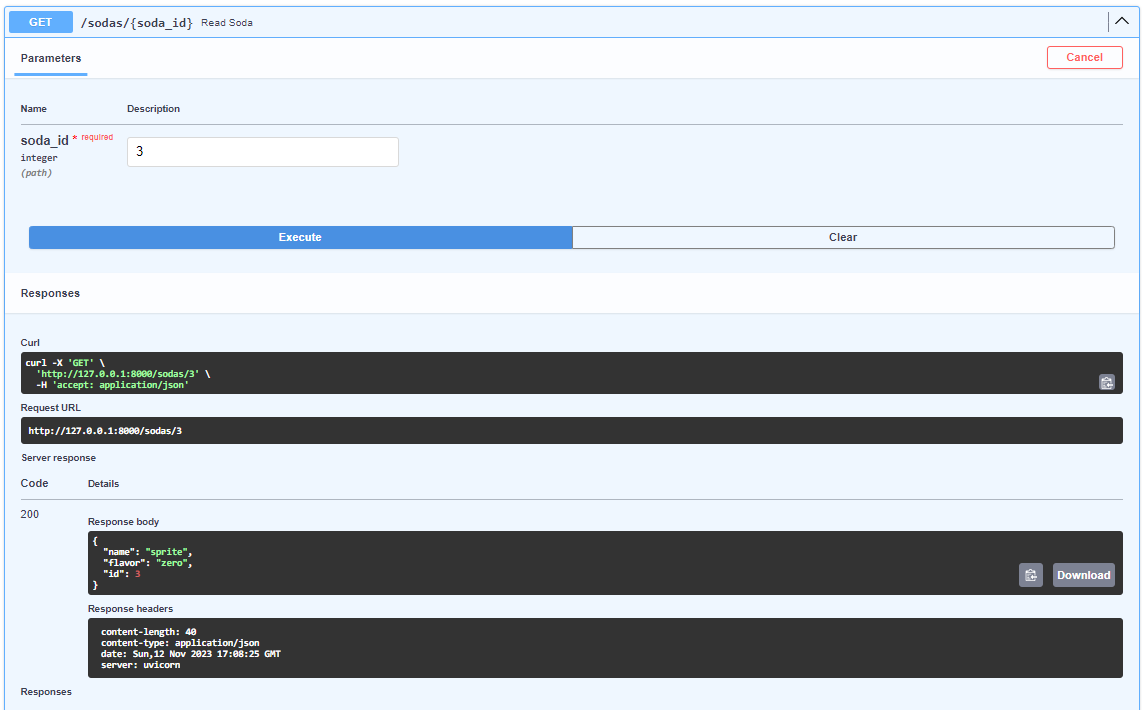 GET /sodas/{soda_id} Read Soda
Parameters
Cancel
Name Description
soda_id * required
integer
(path)
3
Execute Clear
Responses
Curl
curl -X 'GET' \
'http://127.0.0.1:8000/sodas/3' \
-H 'accept: application/json'
Request URL
http://127.0.0.1:8000/sodas/3
Server response
Code Details
200
Response body
{
"name": "sprite",
"flavor": "zero",
"id": 3
}
Download
Response headers
content-length: 40
content-type: application/json
date: Sun,12 Nov 2023 17:08:25 GMT
server: uvicorn
Responses